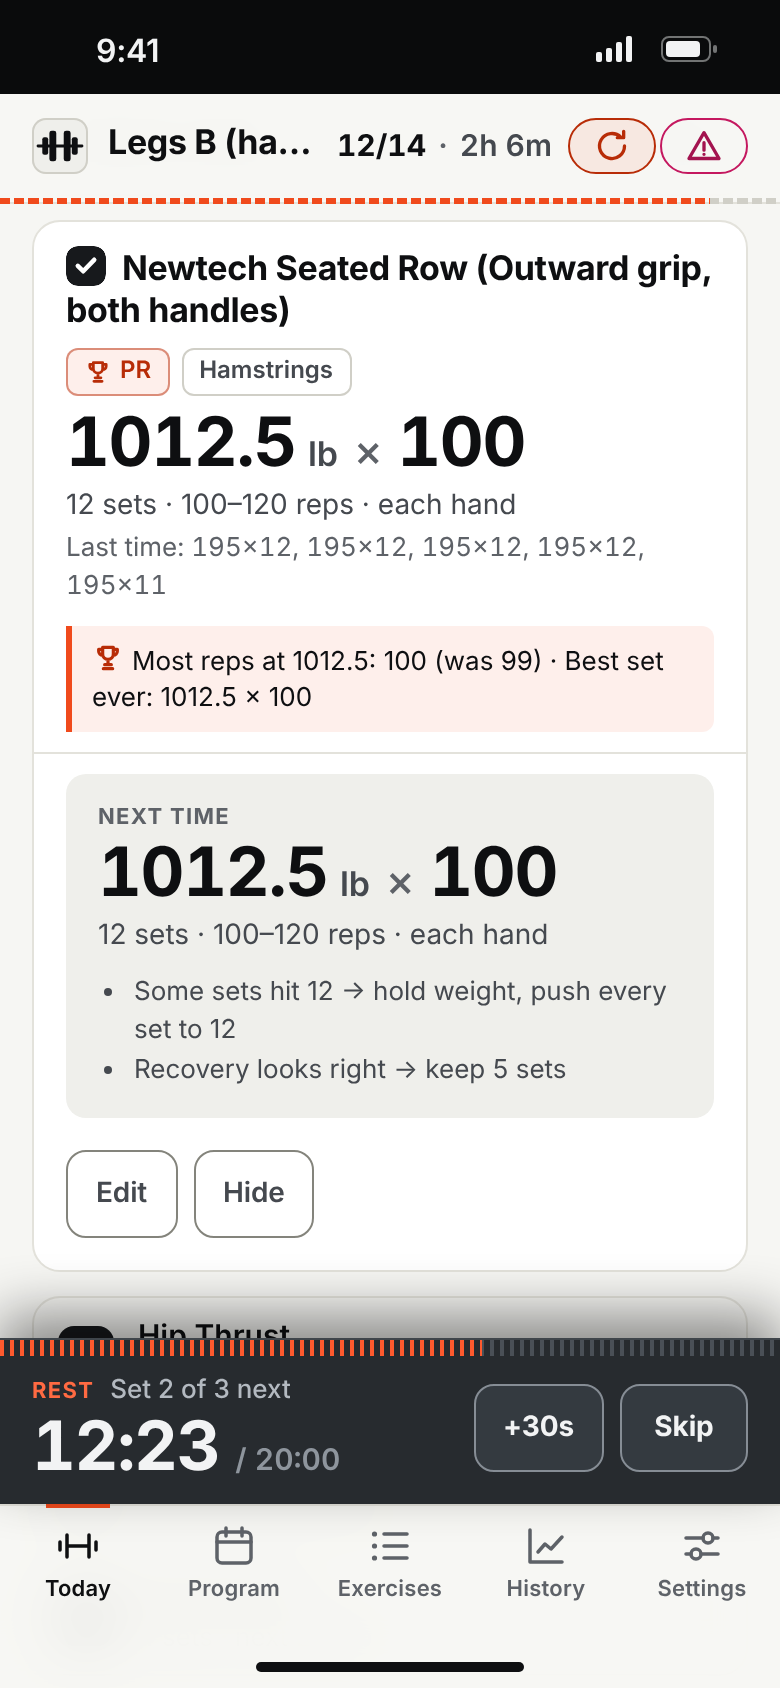 9:41
Legs B (ha... 12/14 · 2h 6m
Newtech Seated Row (Outward grip,
both handles)
PR Hamstrings
1012.5 lb × 100
12 sets · 100–120 reps · each hand
Last time: 195×12, 195×12, 195×12, 195×12,
195×11
Most reps at 1012.5: 100 (was 99) · Best set
ever: 1012.5 × 100
NEXT TIME
1012.5 lb × 100
12 sets · 100–120 reps · each hand
• Some sets hit 12 → hold weight, push every
set to 12
• Recovery looks right → keep 5 sets
Edit Hide
Hip Thrust
REST Set 2 of 3 next
12:23 / 20:00
+30s Skip
Today Program Exercises History Settings